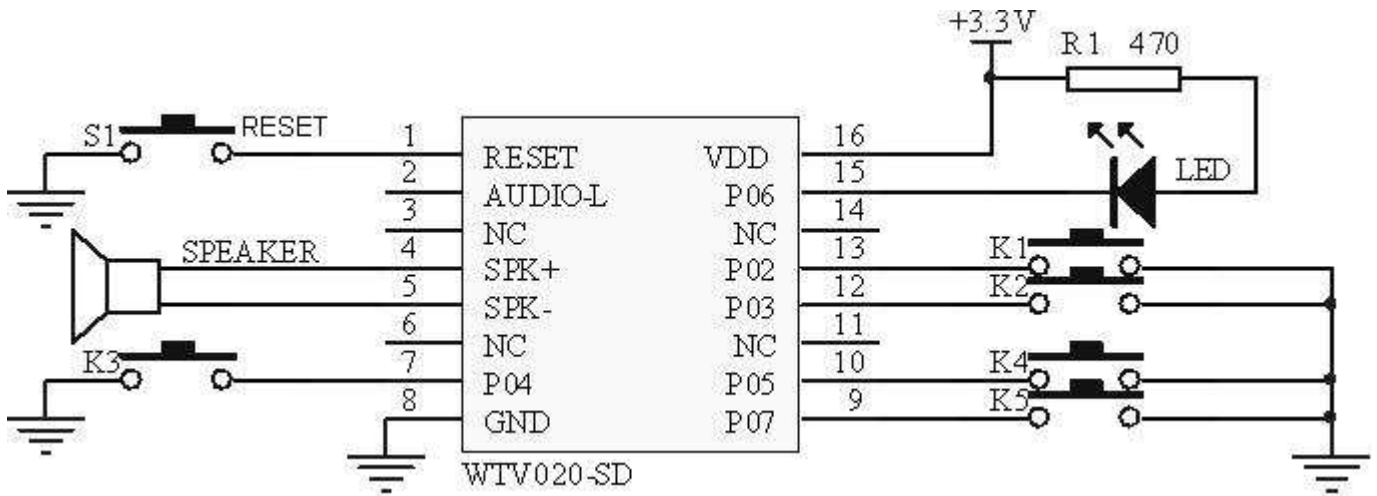 +3.3V
R1 470
S1 RESET
1 RESET VDD 16
2 AUDIO-L P06 15 LED
3 NC NC 14
SPEAKER 4 SPK+ P02 13 K1
5 SPK- P03 12 K2
6 NC NC 11
K3 7 P04 P05 10 K4
8 GND P07 9 K5
WTV020-SD